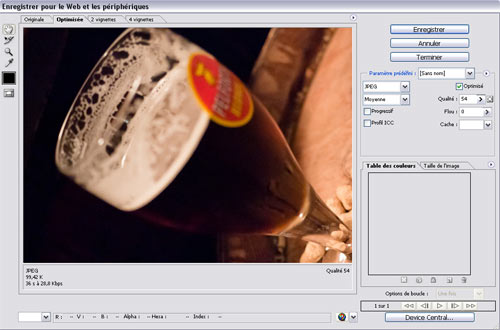 Enregistrer pour le Web et les périphériques
Originale Optimisée 2 vignettes 4 vignettes
Enregistrer
Annuler
Terminer
Paramètre prédéfini : [Sans nom]
JPEG Optimisé
Moyenne Qualité : 54
Progressif Flou : 0
Profil ICC Cache :
Table des couleurs Taille de l'image
JPEG Qualité 54
99,42 K
36 s à 28,8 Kbps
Options de boucle : Une fois
1 sur 1
R : -- V : -- B : -- Alpha : -- Hexa : -- Index : --
Device Central...